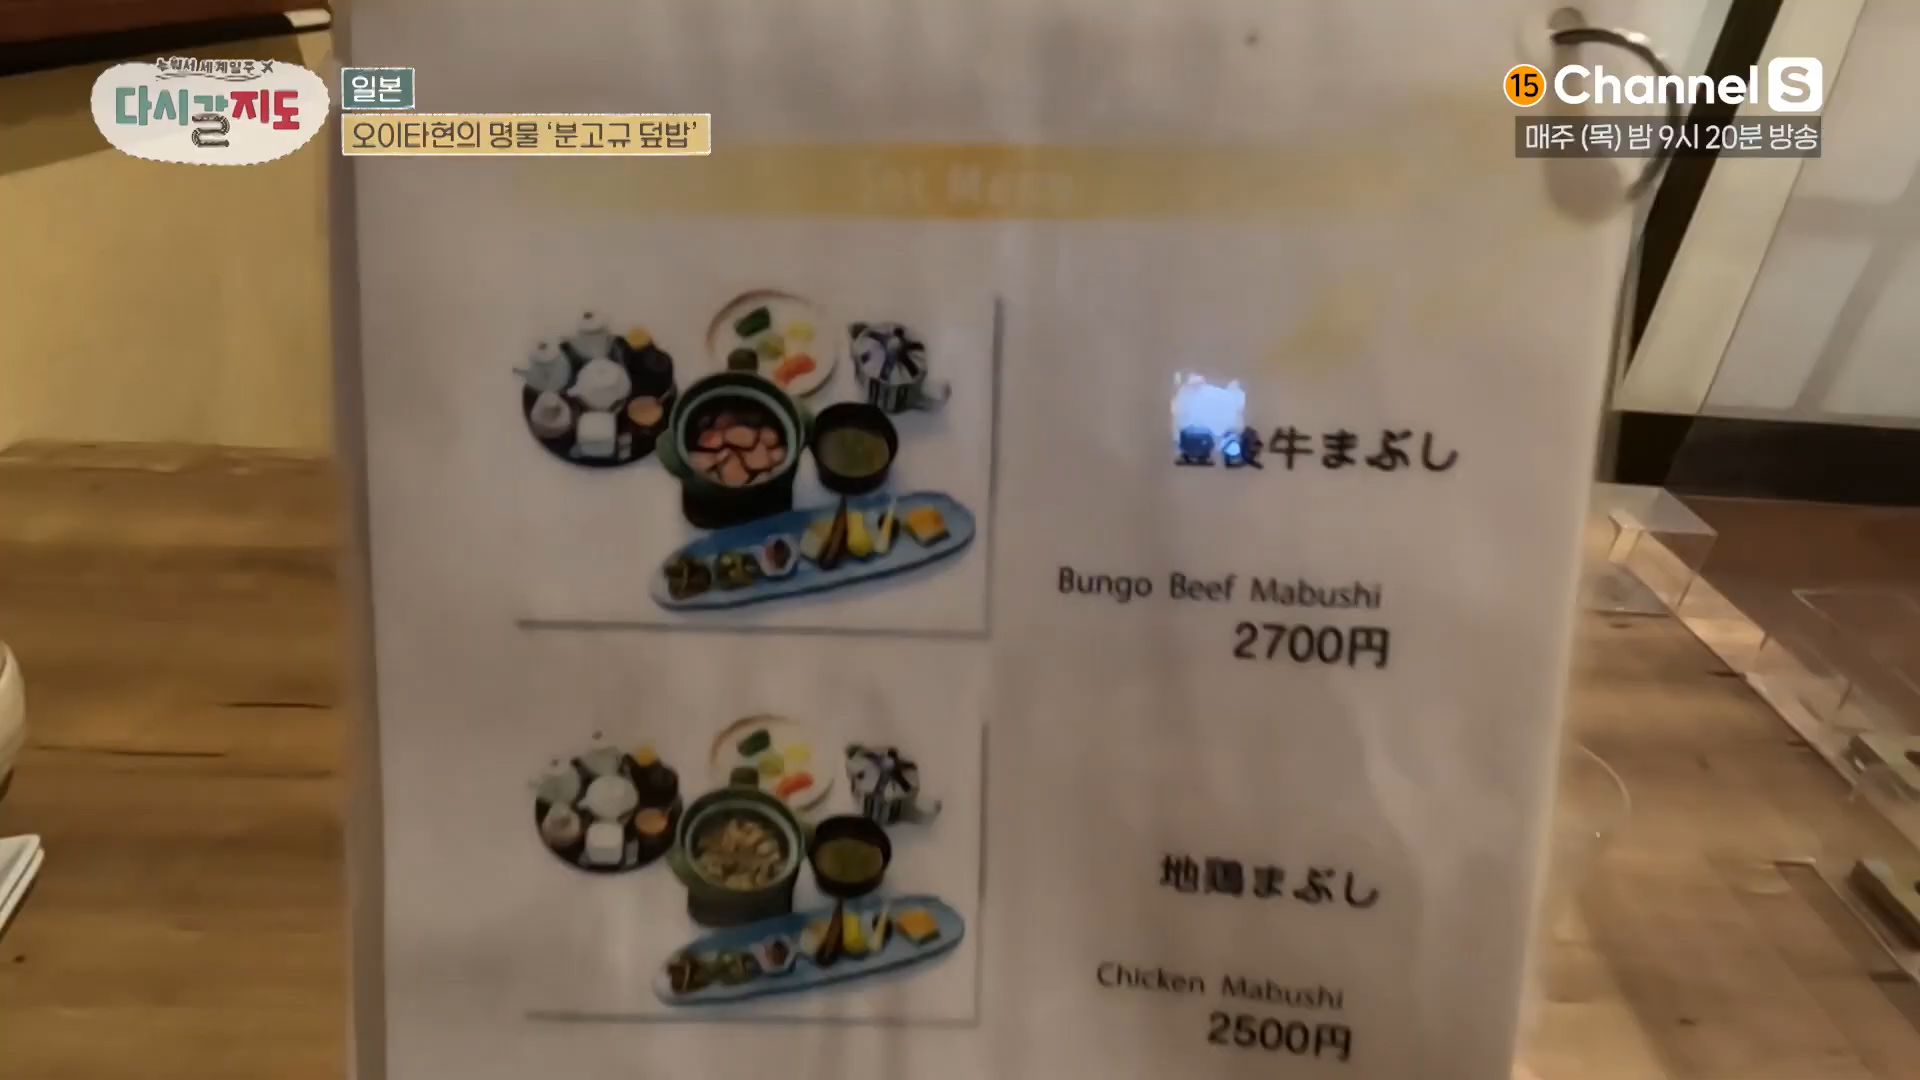 누워서 세계일주
다시갈지도
일본
오이타현의 명물 ‘분고규 덮밥’
15 Channel S
매주 (목) 밤 9시 20분 방송
Set Menu
豊後牛まぶし
Bungo Beef Mabushi
2700円
地鶏まぶし
Chicken Mabushi
2500円